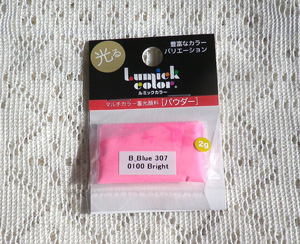 光る
豊富なカラー
バリエーション
Lumick
color.
ルミックカラー
マルチカラー蓄光顔料［パウダー］
2g
B_Blue 307
0100 Bright